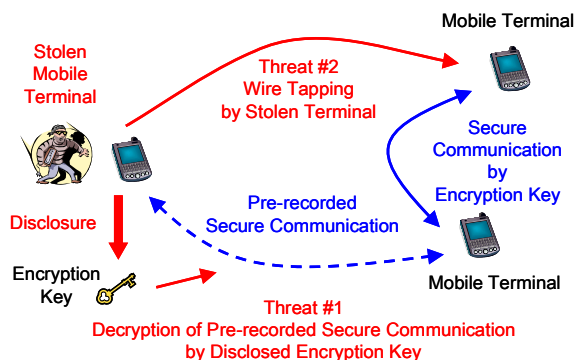 Mobile Terminal
Stolen
Mobile
Terminal
Threat #2
Wire Tapping
by Stolen Terminal
Secure
Communication
by
Encryption Key
Pre-recorded
Secure Communication
Disclosure
Encryption
Key
Mobile Terminal
Threat #1
Decryption of Pre-recorded Secure Communication
by Disclosed Encryption Key